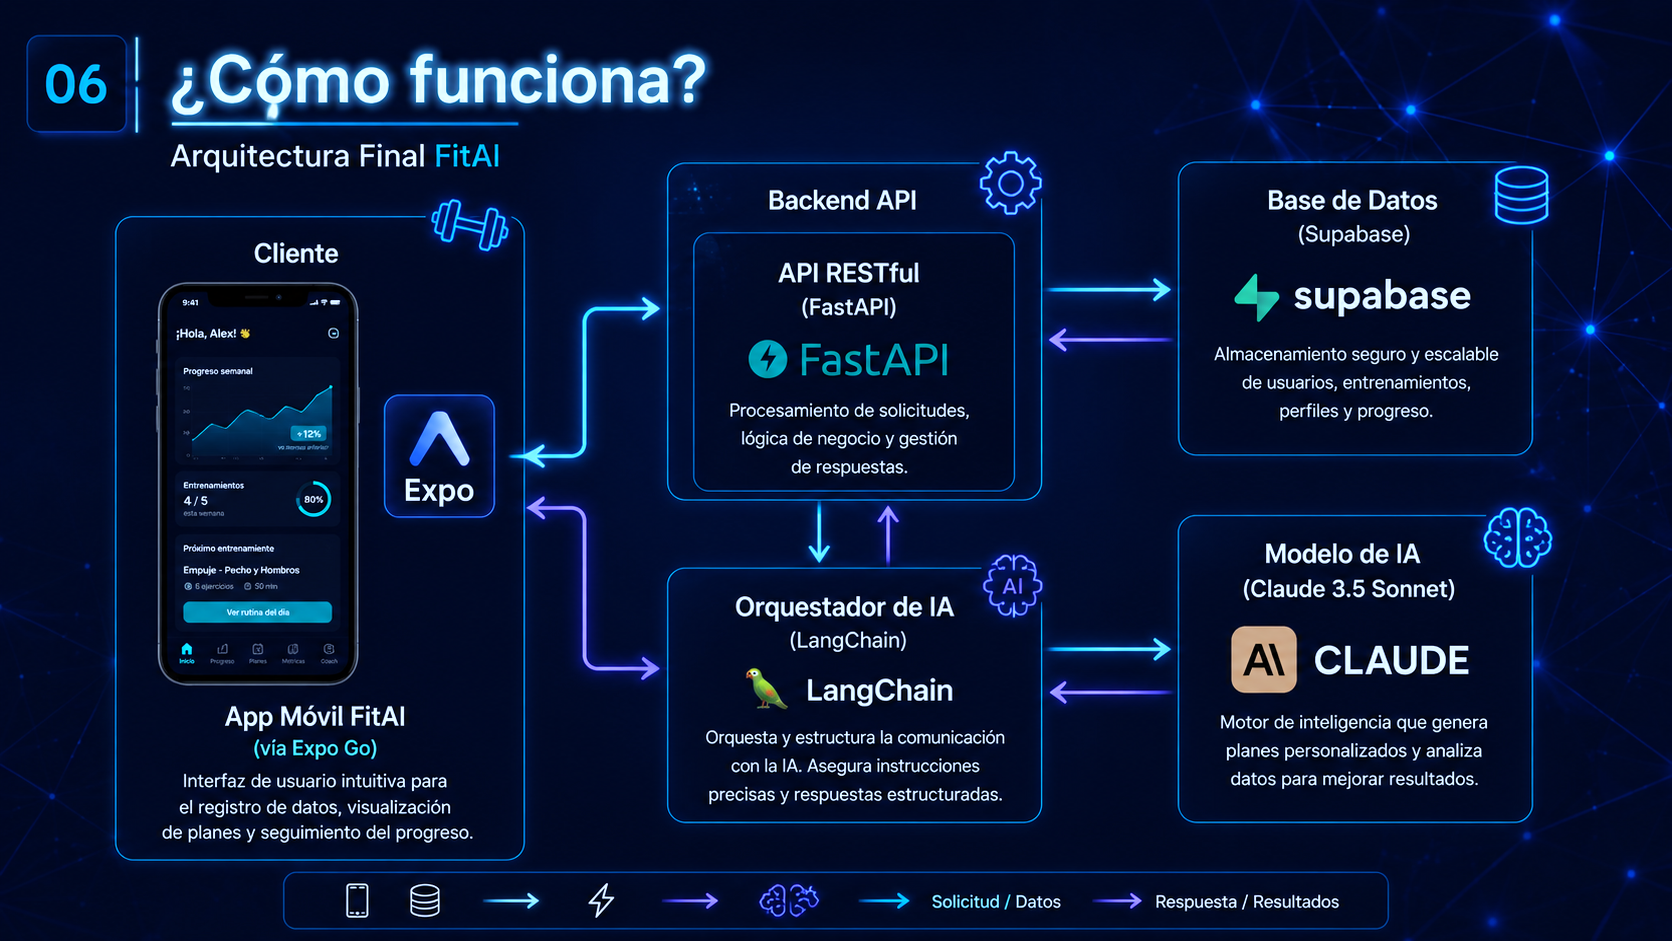 06
¿Cómo funciona?
Arquitectura Final FitAI
Cliente
9:41
¡Hola, Alex! 👋
Progreso semanal
+12%
Entrenamientos
4 / 5
esta semana
80%
Próximo entrenamiento
Empuje - Pecho y Hombros
6 ejercicios
50 min
Ver rutina del día
Inicio
Progreso
Planes
Métricas
Coach
Expo
App Móvil FitAI
(vía Expo Go)
Interfaz de usuario intuitiva para
el registro de datos, visualización
de planes y seguimiento del progreso.
Backend API
API RESTful
(FastAPI)
FastAPI
Procesamiento de solicitudes,
lógica de negocio y gestión
de respuestas.
Orquestador de IA
AI
(LangChain)
LangChain
Orquesta y estructura la comunicación
con la IA. Asegura instrucciones
precisas y respuestas estructuradas.
Base de Datos
(Supabase)
supabase
Almacenamiento seguro y escalable
de usuarios, entrenamientos,
perfiles y progreso.
Modelo de IA
(Claude 3.5 Sonnet)
A\
CLAUDE
Motor de inteligencia que genera
planes personalizados y analiza
datos para mejorar resultados.
Solicitud / Datos
Respuesta / Resultados